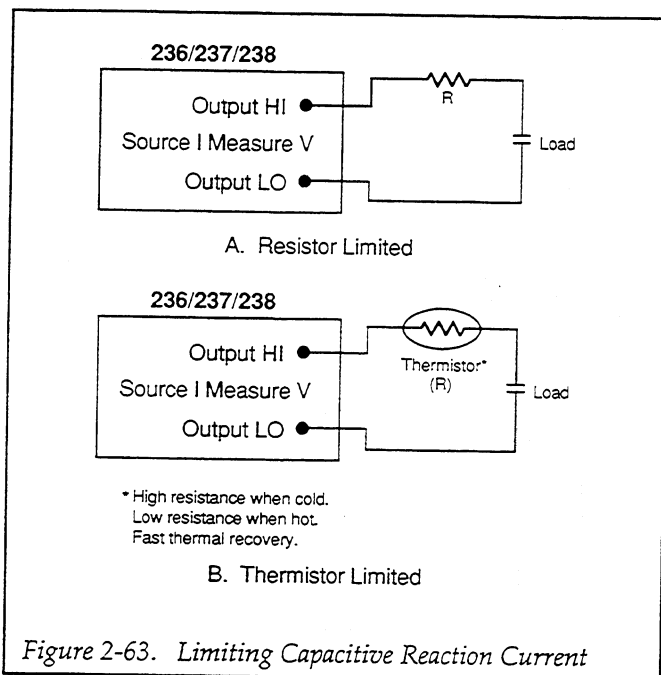 236/237/238
Output HI
R
Source I Measure V
Load
Output LO
A. Resistor Limited
236/237/238
Output HI
Thermistor*
(R)
Source I Measure V
Load
Output LO
* High resistance when cold.
Low resistance when hot.
Fast thermal recovery.
B. Thermistor Limited
Figure 2-63. Limiting Capacitive Reaction Current